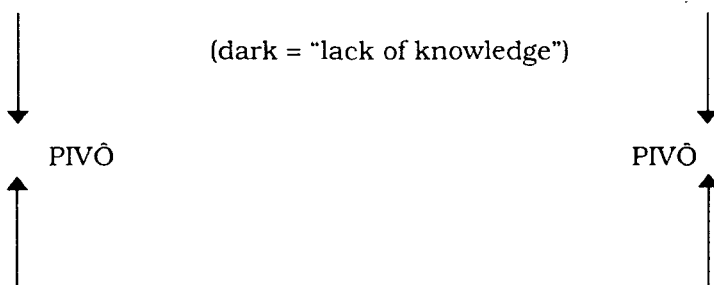 (dark = “lack of knowledge”)
PIVÔ PIVÔ